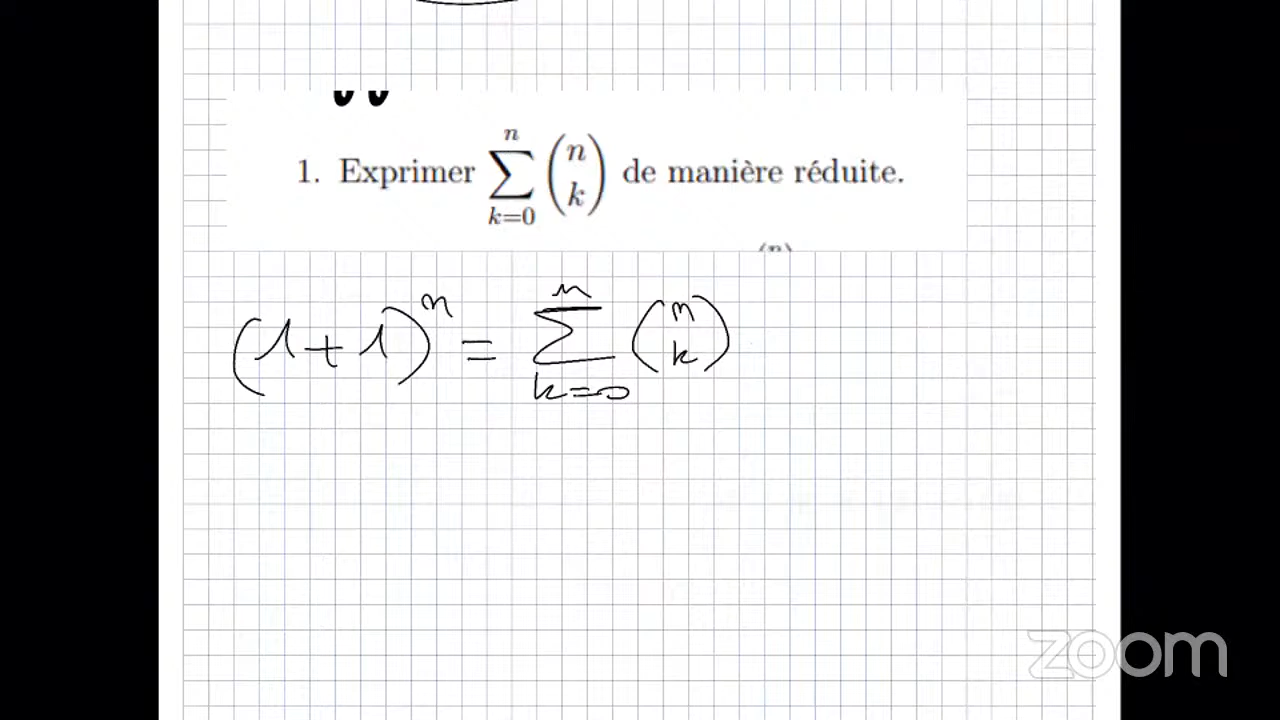 1. Exprimer $\sum_{k=0}^{n} \binom{n}{k}$ de manière réduite.
$(1+1)^n = \sum_{k=0}^{n} \binom{n}{k}$
zoom